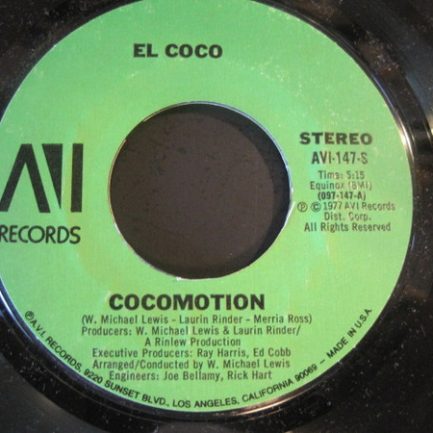 EL COCO
STEREO
AVI-147-S
Time: 5:15
Equinox (BMI)
(097-147-A)
Ⓟ © 1977 AVI Records
Dist. Corp.
All Rights Reserved
AVI
RECORDS
COCOMOTION
(W. Michael Lewis - Laurin Rinder - Merria Ross)
Producers: W. Michael Lewis & Laurin Rinder/
A Rinlew Production
Executive Producers: Ray Harris, Ed Cobb
Arranged/Conducted by W. Michael Lewis
Engineers: Joe Bellamy, Rick Hart
©A.V.I. RECORDS, 9220 SUNSET BLVD., LOS ANGELES, CALIFORNIA 90069 - MADE IN U.S.A.